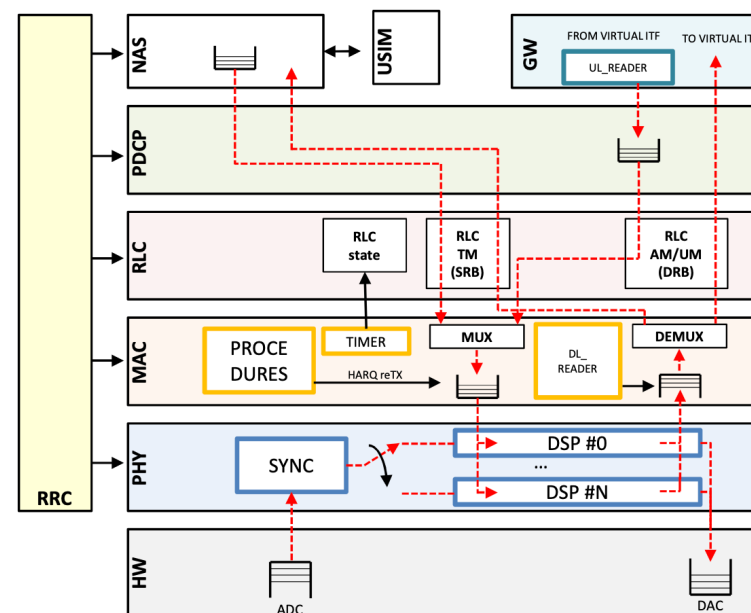 NAS
USIM
GW
FROM VIRTUAL ITF
TO VIRTUAL IT
UL_READER
PDCP
RLC
RLC
state
RLC
TM
(SRB)
RLC
AM/UM
(DRB)
MAC
PROCE
DURES
TIMER
HARQ reTX
MUX
DL_
READER
DEMUX
PHY
SYNC
DSP #0
...
DSP #N
RRC
HW
ADC
DAC